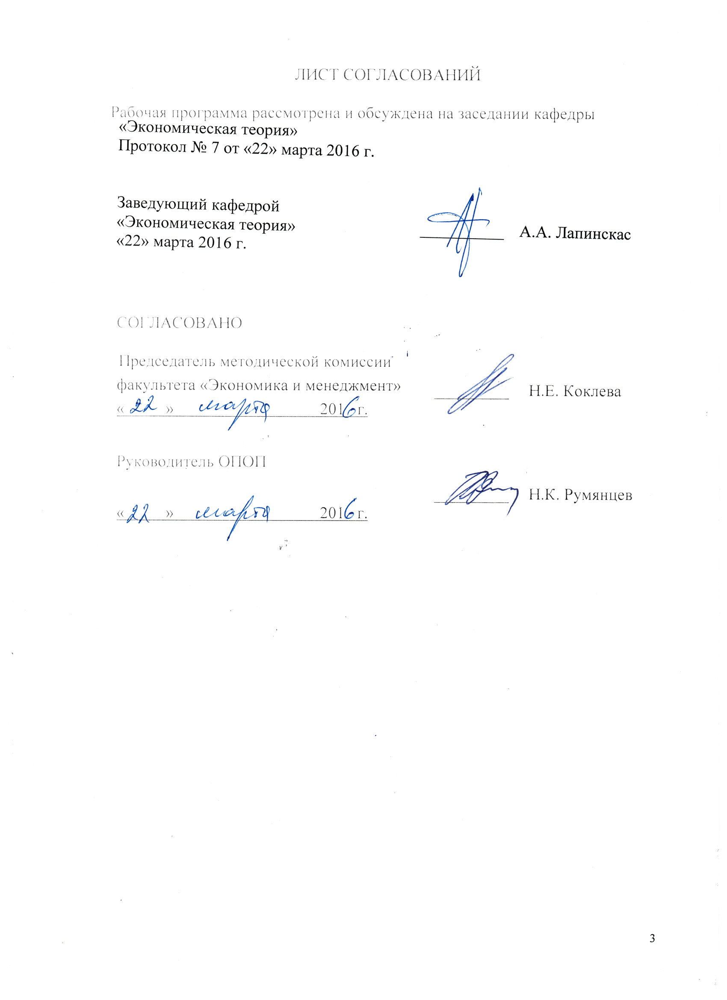 ЛИСТ СОГЛАСОВАНИЙ
Рабочая программа рассмотрена и обсуждена на заседании кафедры
«Экономическая теория»
Протокол № 7 от «22» марта 2016 г.
Заведующий кафедрой
«Экономическая теория»
«22» марта 2016 г.
А.А. Лапинскас
СОГЛАСОВАНО
Председатель методической комиссии
факультета «Экономика и менеджмент»
Н.Е. Коклева
« 22 » марта 2016 г.
Руководитель ОПОП
Н.К. Румянцев
« 22 » марта 2016 г.
3